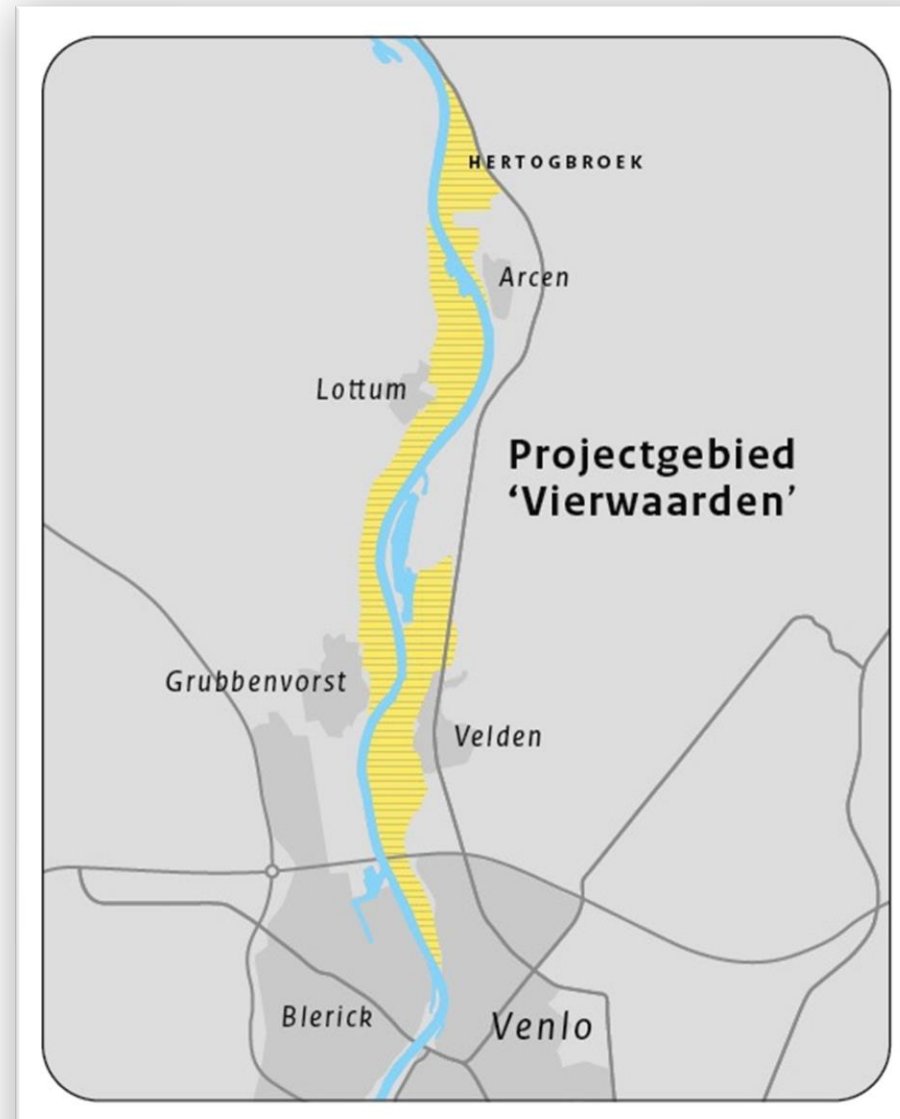 HERTOGBROEK
Arcen
Lottum
Projectgebied
‘Vierwaarden’
Grubbenvorst
Velden
Blerick
Venlo